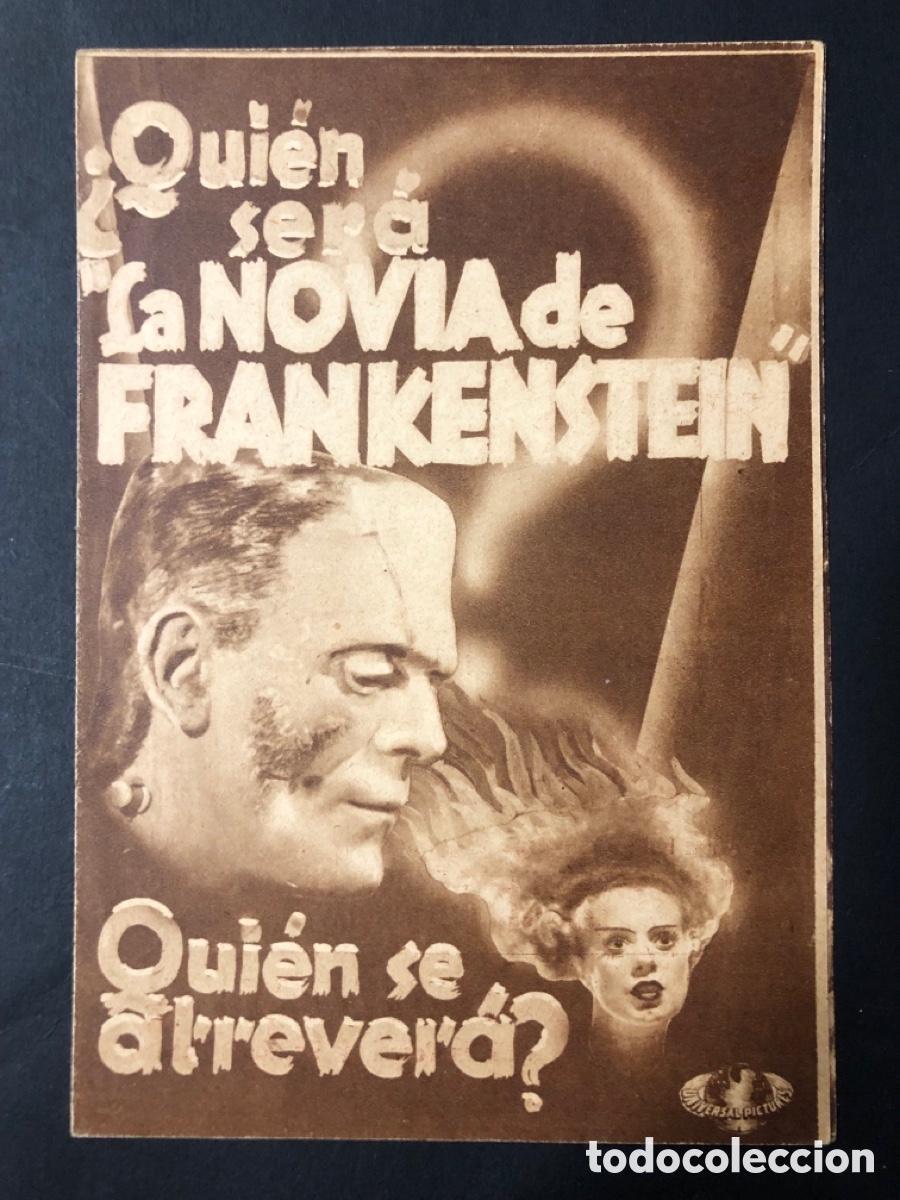 ¿Quién
será
"La NOVIA de
FRANKENSTEIN"
Quién se
atreverá?
UNIVERSAL PICTURES
todocoleccion